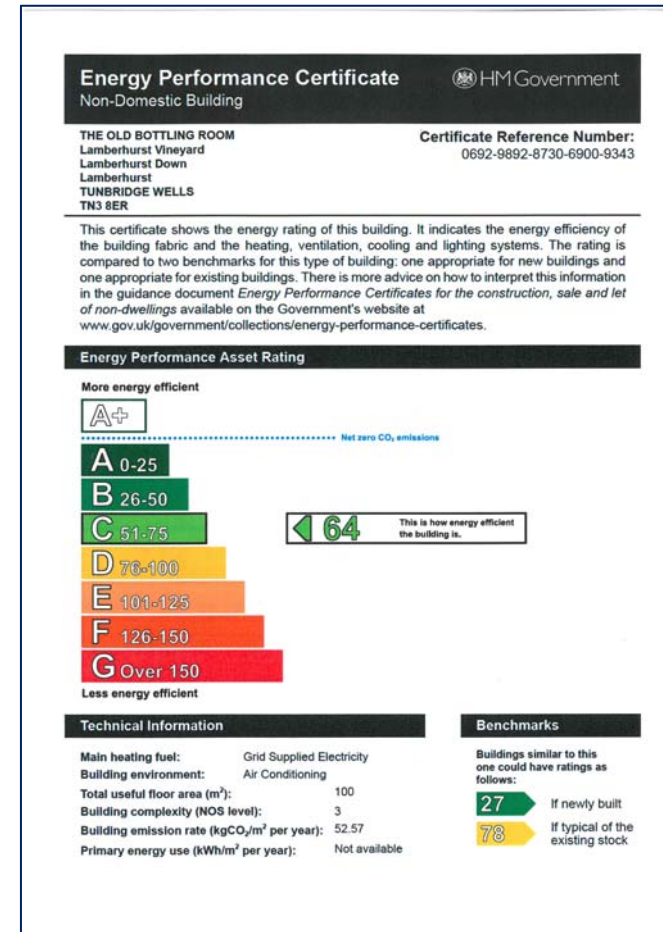 Energy Performance Certificate
HM Government
Non-Domestic Building
THE OLD BOTTLING ROOM
Lamberhurst Vineyard
Lamberhurst Down
Lamberhurst
TUNBRIDGE WELLS
TN3 8ER
Certificate Reference Number:
0692-9892-8730-6900-9343
This certificate shows the energy rating of this building. It indicates the energy efficiency of
the building fabric and the heating, ventilation, cooling and lighting systems. The rating is
compared to two benchmarks for this type of building: one appropriate for new buildings and
one appropriate for existing buildings. There is more advice on how to interpret this information
in the guidance document Energy Performance Certificates for the construction, sale and let
of non-dwellings available on the Government's website at
www.gov.uk/government/collections/energy-performance-certificates.
Energy Performance Asset Rating
More energy efficient
A+
Net zero CO₂ emissions
A 0-25
B 26-50
C 51-75
64
This is how energy efficient
the building is.
D 76-100
E 101-125
F 126-150
G Over 150
Less energy efficient
Technical Information
Main heating fuel: Grid Supplied Electricity
Building environment: Air Conditioning
Total useful floor area (m²): 100
Building complexity (NOS level): 3
Building emission rate (kgCO₂/m² per year): 52.57
Primary energy use (kWh/m² per year): Not available
Benchmarks
Buildings similar to this
one could have ratings as
follows:
27 If newly built
78 If typical of the
existing stock